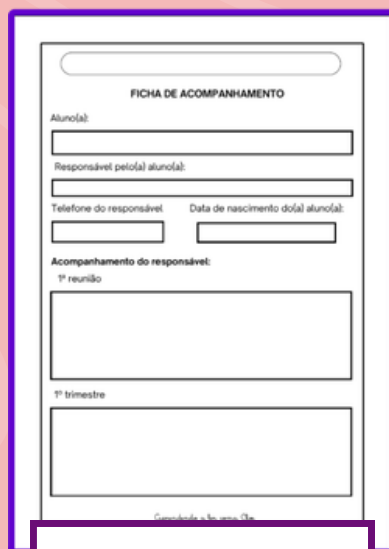 FICHA DE ACOMPANHAMENTO
Aluno(a):
Responsável pelo(a) aluno(a):
Telefone do responsável Data de nascimento do(a) aluno(a):
Acompanhamento do responsável:
1ª reunião
1º trimestre